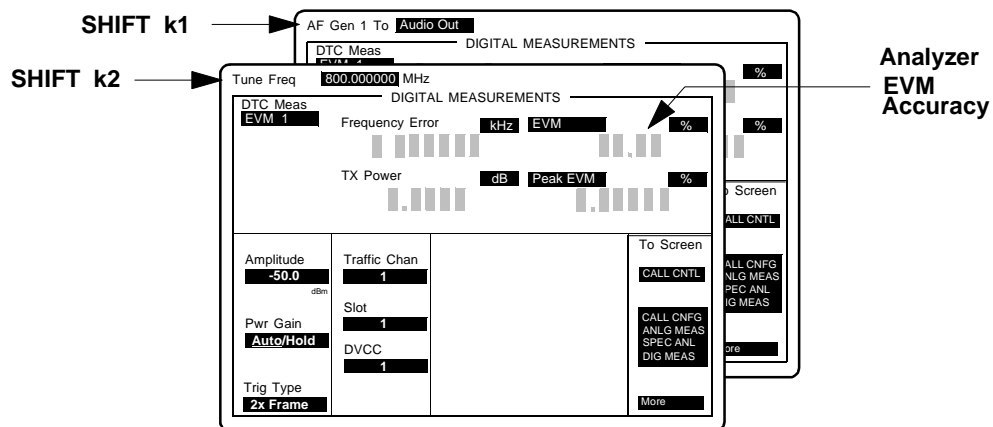 SHIFT k1
AF Gen 1 To Audio Out
DIGITAL MEASUREMENTS
DTC Meas
EVM 1
%
%
To Screen
CALL CNTL
CALL CNFG
ANLG MEAS
SPEC ANL
DIG MEAS
More
SHIFT k2
Tune Freq 800.000000 MHz
DIGITAL MEASUREMENTS
DTC Meas
EVM 1
Frequency Error kHz EVM %
TX Power dB Peak EVM %
Amplitude
-50.0
dBm
Pwr Gain
Auto/Hold
Trig Type
2x Frame
Traffic Chan
1
Slot
1
DVCC
1
To Screen
CALL CNTL
CALL CNFG
ANLG MEAS
SPEC ANL
DIG MEAS
More
Analyzer
EVM
Accuracy